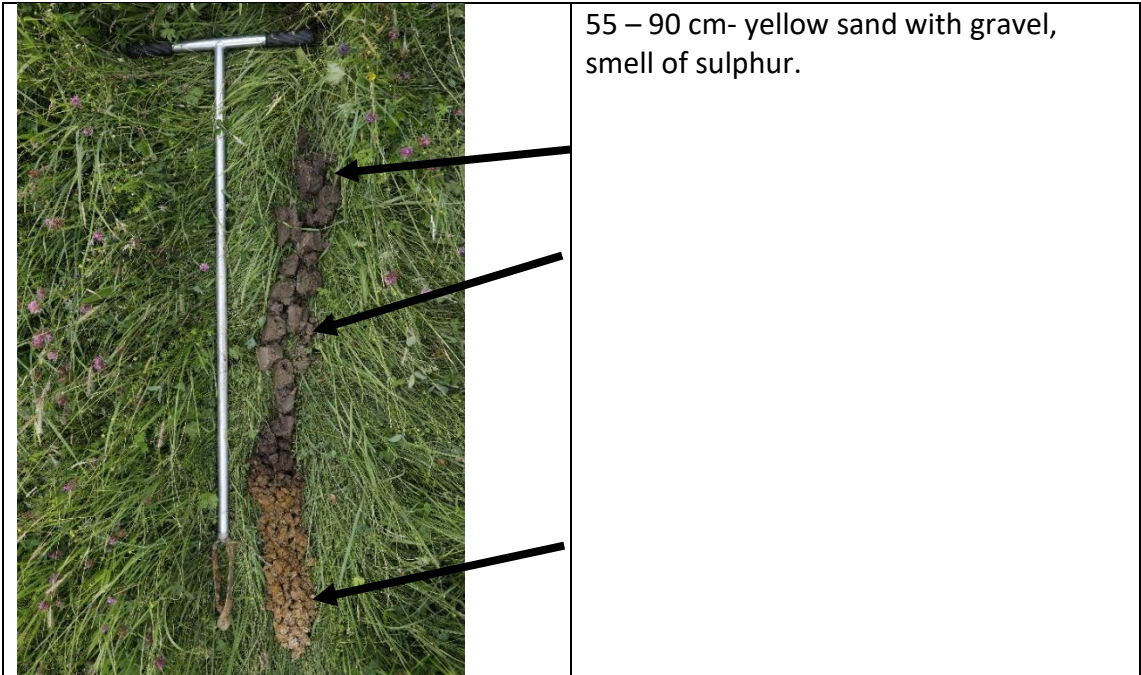 55 – 90 cm- yellow sand with gravel,
smell of sulphur.